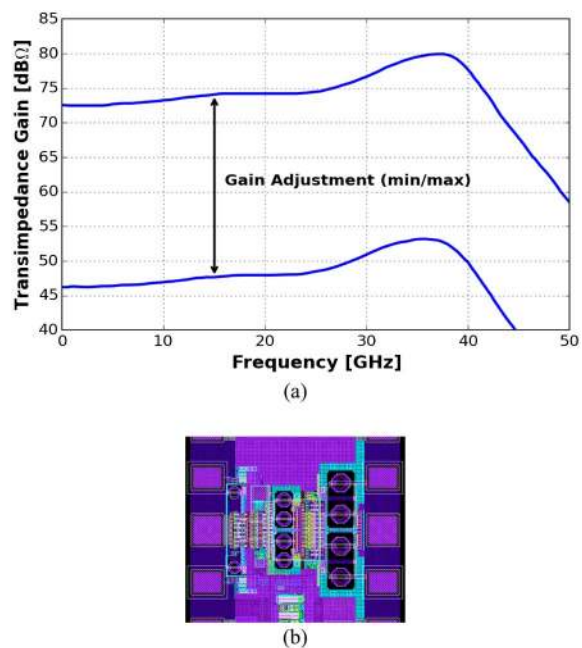 85
80
75
70
65
60
55
50
45
40
Transimpedance Gain [dBΩ]
Gain Adjustment (min/max)
0 10 20 30 40 50
Frequency [GHz]
(a)
(b)